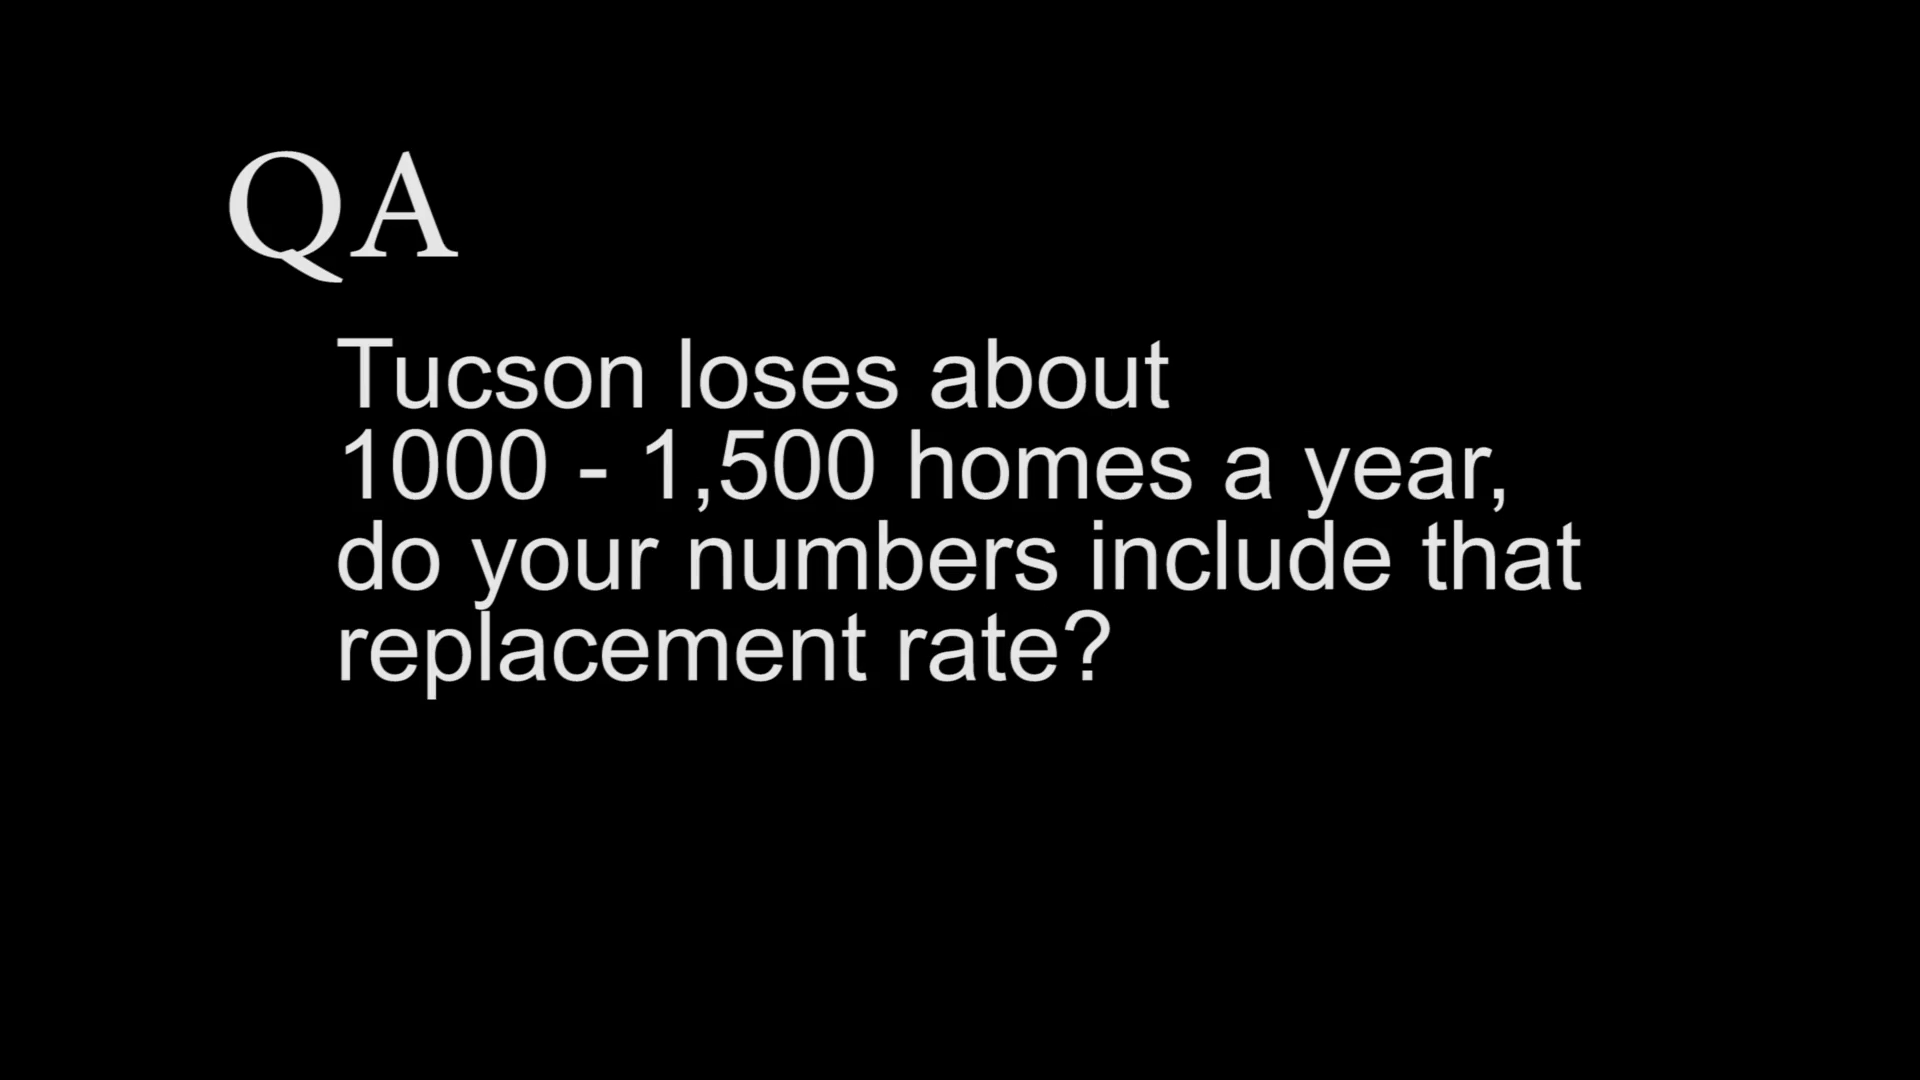 QA
Tucson loses about
1000 - 1,500 homes a year,
do your numbers include that
replacement rate?